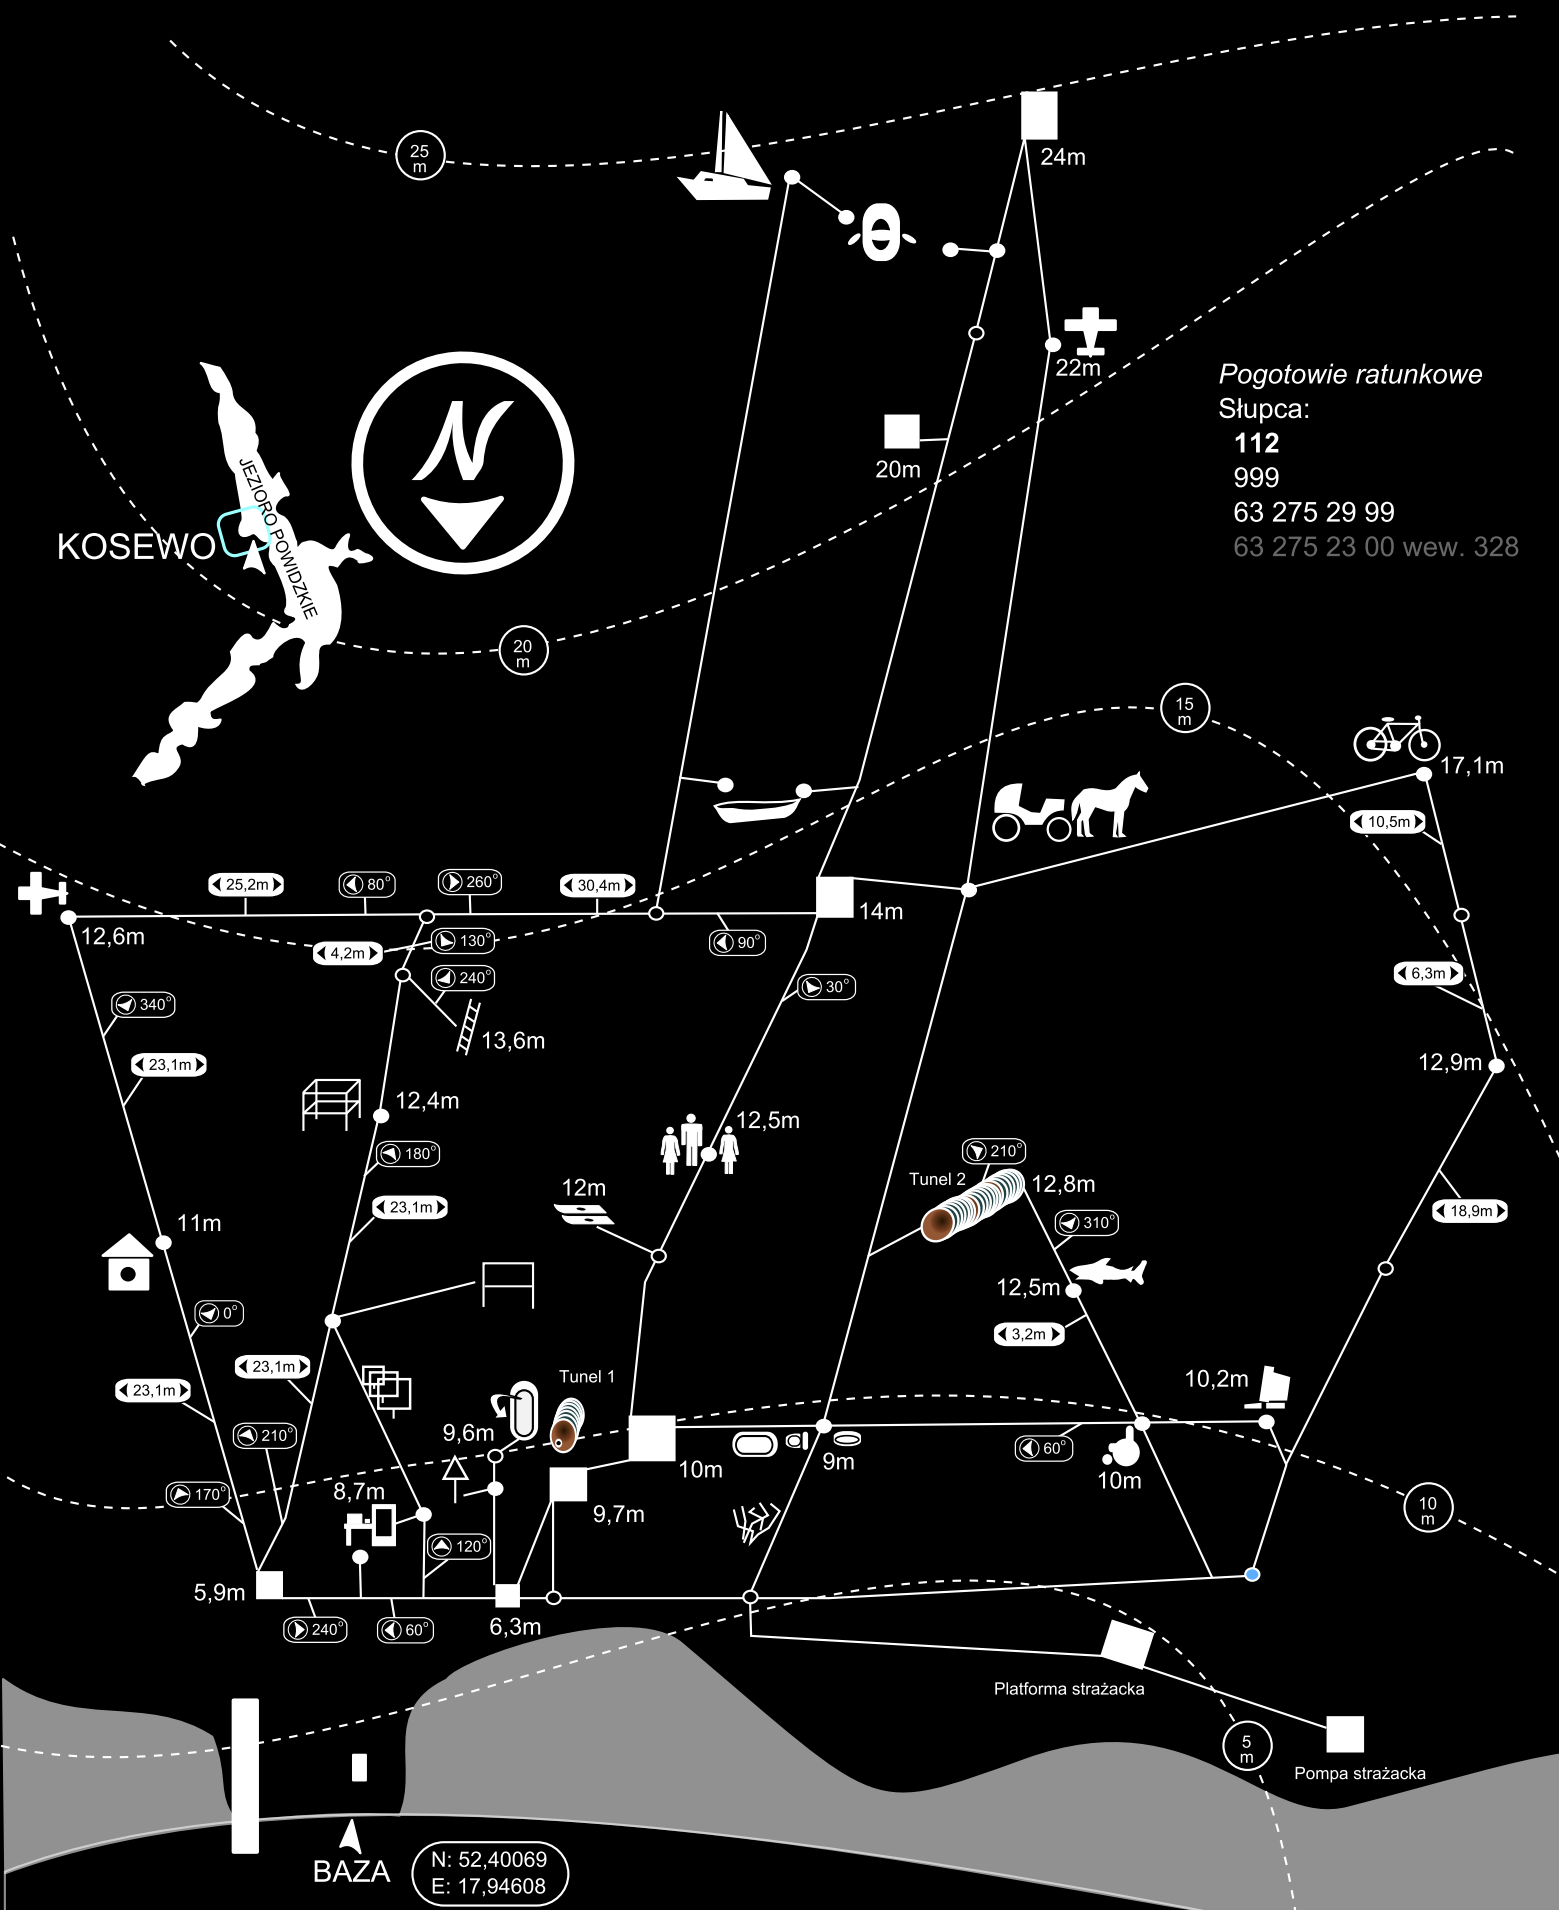 25
m
24m
22m
20m
Pogotowie ratunkowe
Słupca:
112
999
63 275 29 99
63 275 23 00 wew. 328
N
JEZIORO POWIDZKIE
KOSEWO
20
m
15
m
17,1m
10,5m
25,2m
80°
260°
30,4m
14m
12,6m
4,2m
130°
90°
240°
30°
6,3m
340°
13,6m
23,1m
12,9m
12,4m
12,5m
180°
210°
Tunel 2
12,8m
12m
23,1m
18,9m
11m
310°
12,5m
0°
3,2m
23,1m
Tunel 1
10,2m
23,1m
9,6m
210°
60°
10m
9m
10m
170°
8,7m
9,7m
10
m
120°
5,9m
240°
60°
6,3m
Platforma strażacka
5
m
Pompa strażacka
BAZA
N: 52,40069
E: 17,94608